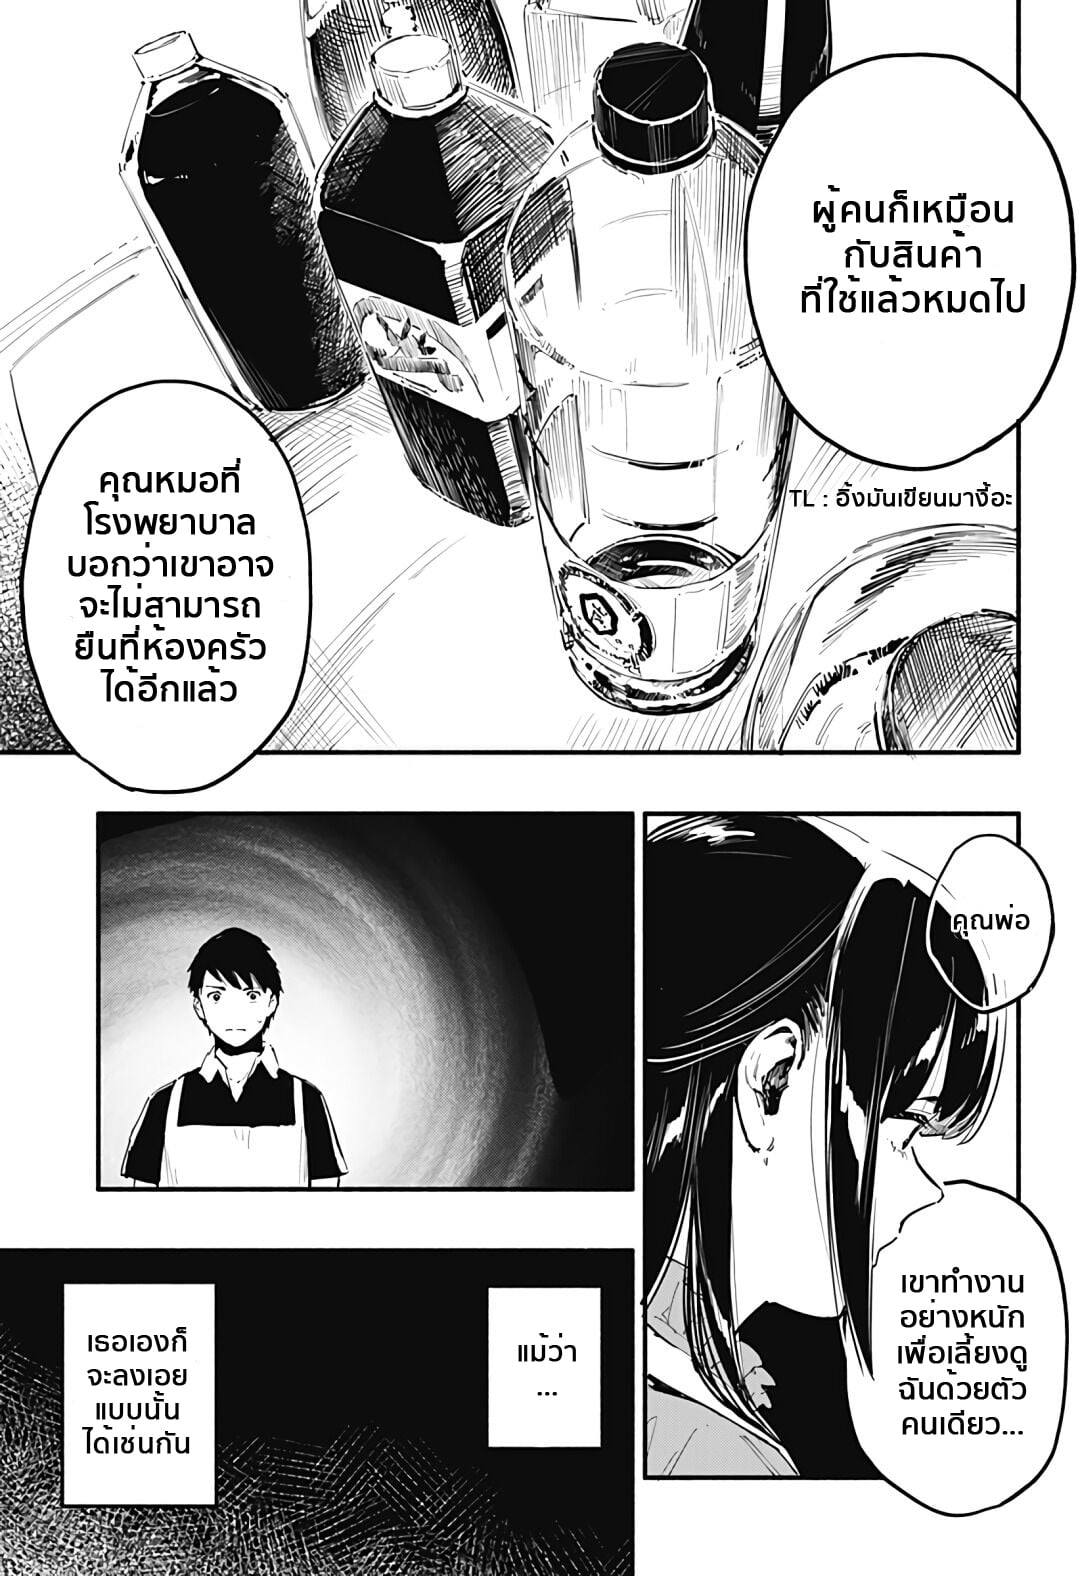 ผู้คนก็เหมือน
กับสินค้า
ที่ใช้แล้วหมดไป
TL : อิ้งมันเขียนมางี้อะ
คุณหมอที่
โรงพยาบาล
บอกว่าเขาอาจ
จะไม่สามารถ
ยืนที่ห้องครัว
ได้อีกแล้ว
คุณพ่อ
เขาทำงาน
อย่างหนัก
เพื่อเลี้ยงดู
ฉันด้วยตัว
คนเดียว...
แม้ว่า
...
เธอเองก็
จะลงเอย
แบบนั้น
ได้เช่นกัน